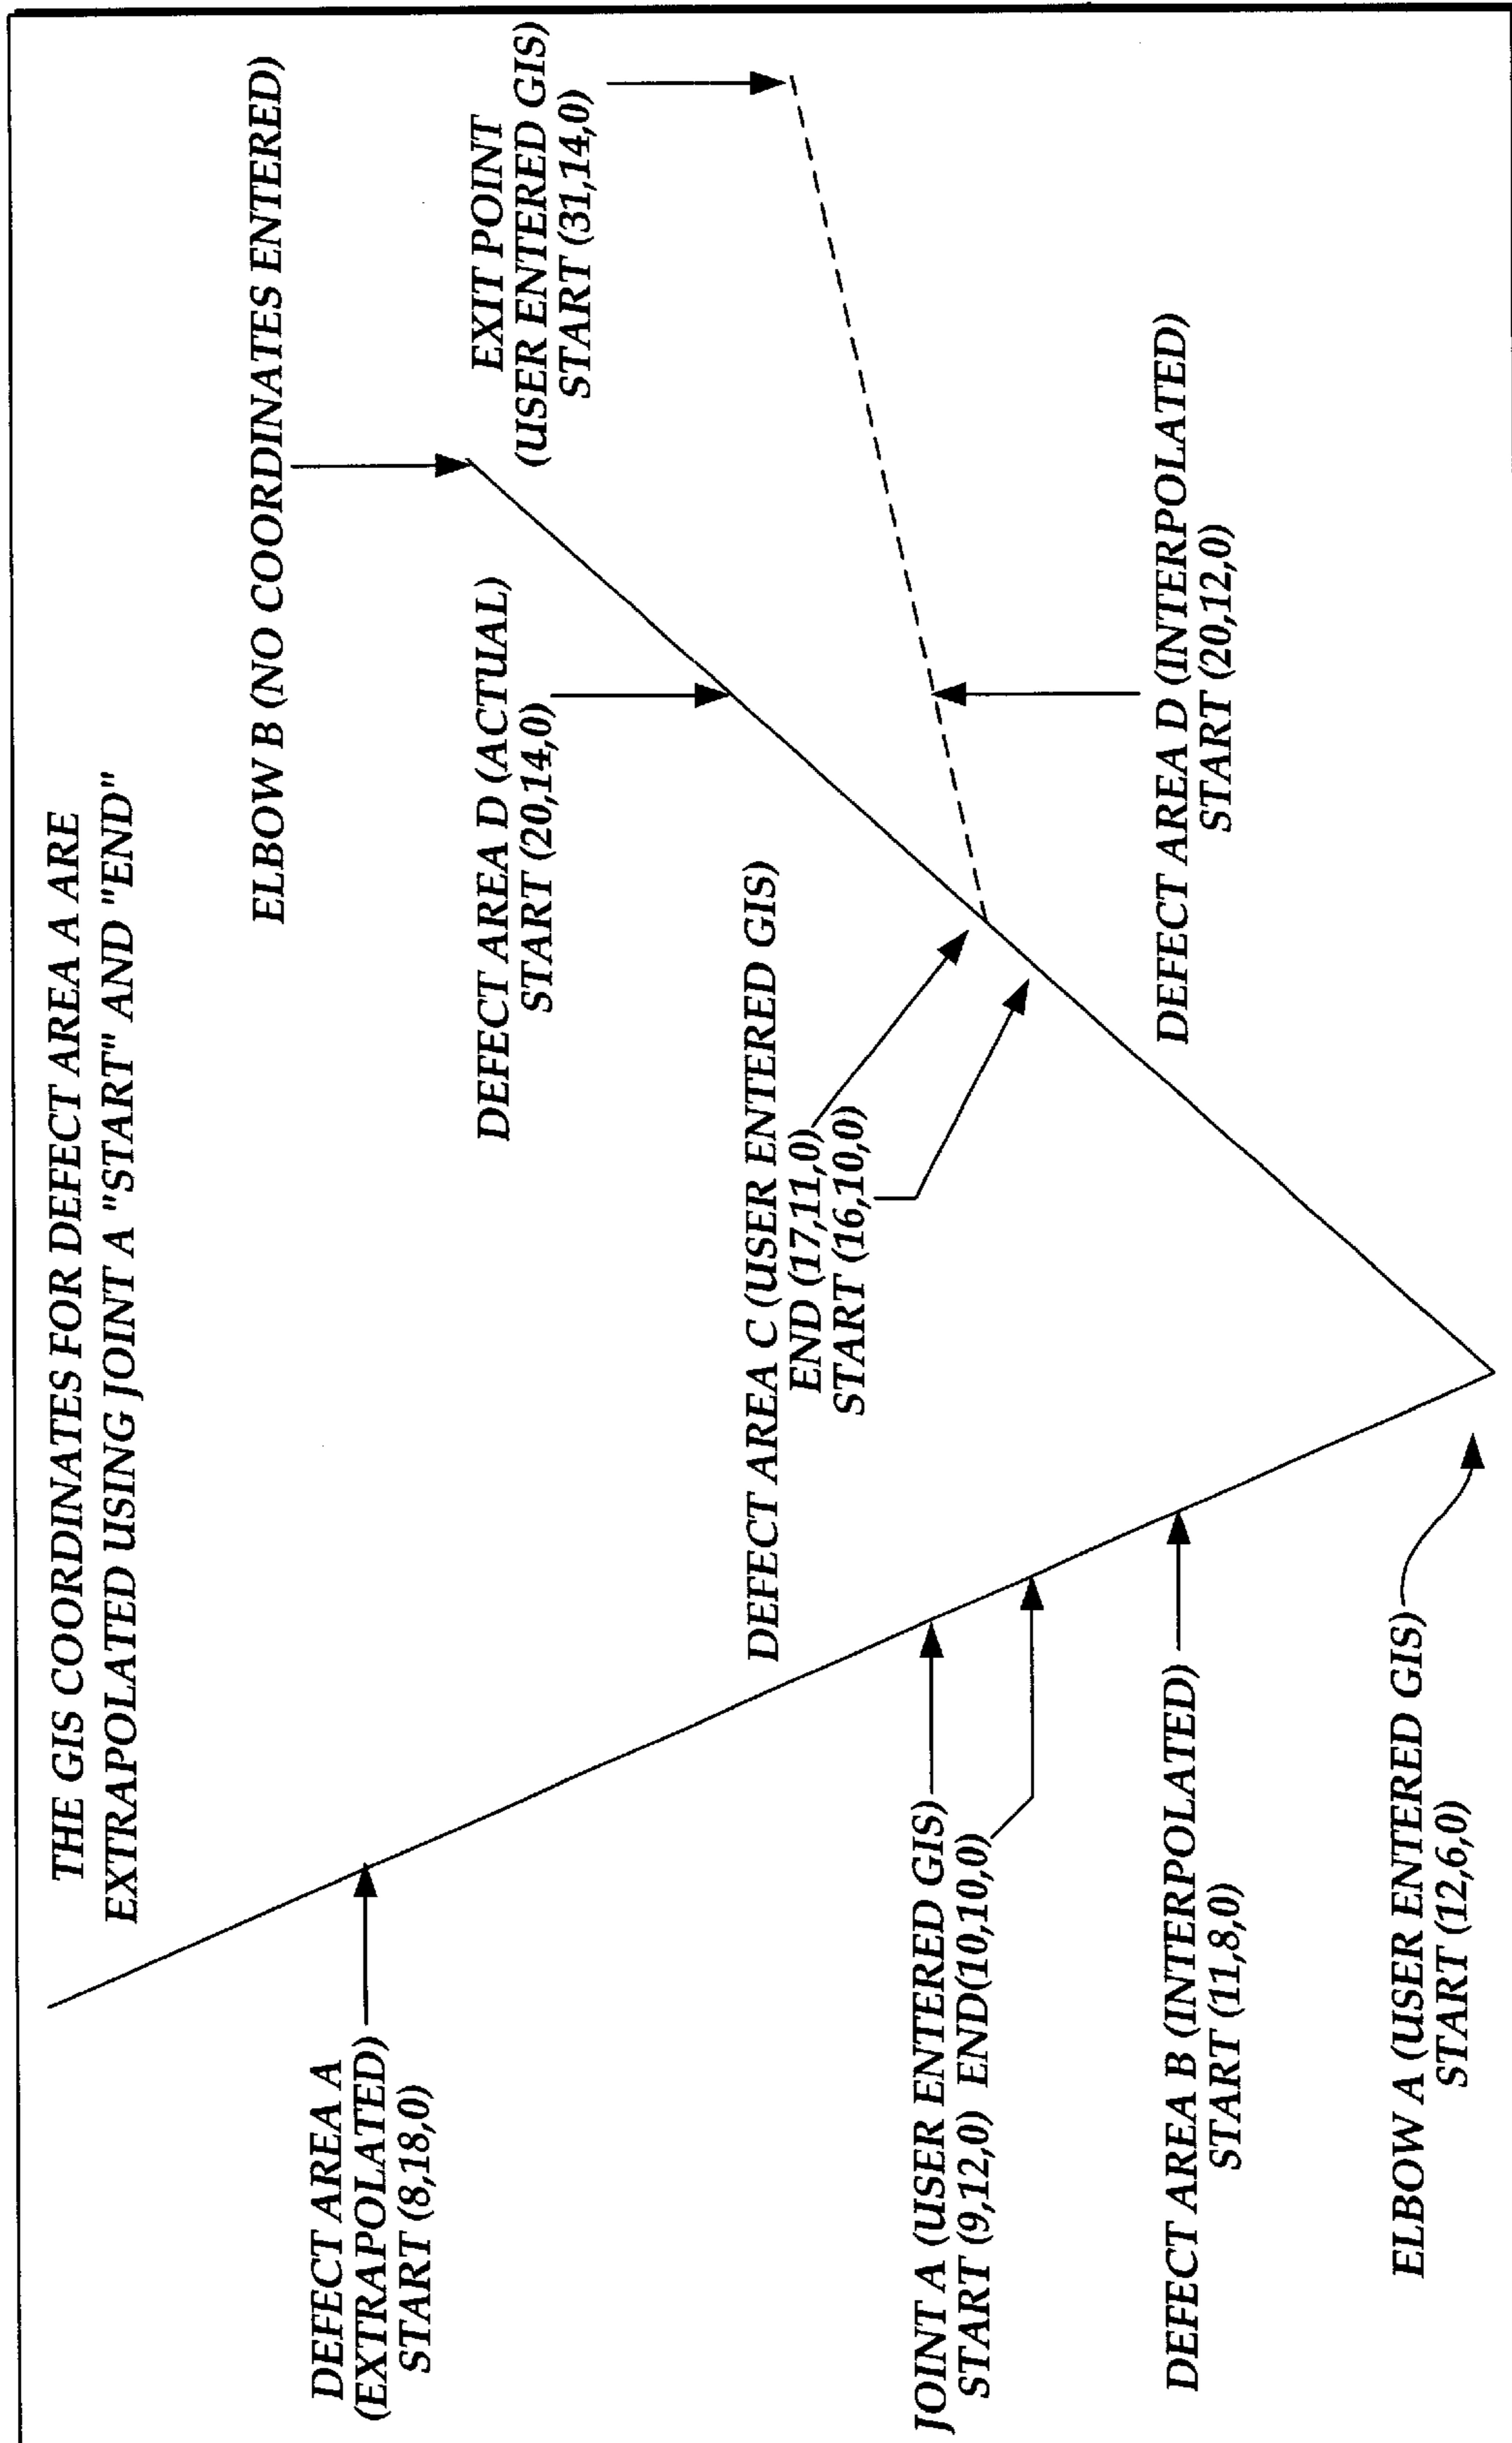 THE GIS COORDINATES FOR DEFECT AREA A ARE
EXTRAPOLATED USING JOINT A "START" AND "END"
ELBOW B (NO COORDINATES ENTERED)
DEFECT AREA A
(EXTRAPOLATED)
START (8,18,0)
DEFECT AREA D (ACTUAL)
START (20,14,0)
EXIT POINT
(USER ENTERED GIS)
START (31,14,0)
DEFECT AREA C (USER ENTERED GIS)
END (17,11,0)
START (16,10,0)
JOINT A (USER ENTERED GIS)
START (9,12,0) END(10,10,0)
DEFECT AREA B (INTERPOLATED)
START (11,8,0)
DEFECT AREA D (INTERPOLATED)
START (20,12,0)
ELBOW A (USER ENTERED GIS)
START (12,6,0)